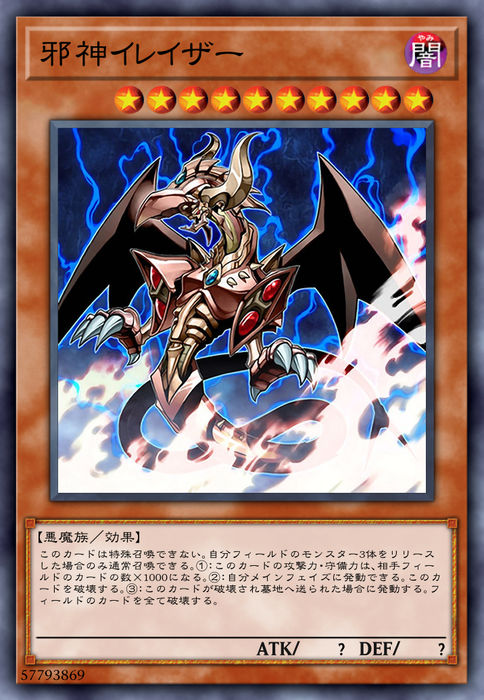 邪神イレイザー
やみ
闇
【悪魔族／効果】
このカードは特殊召喚できない。自分フィールドのモンスター3体をリリース
した場合のみ通常召喚できる。①:このカードの攻撃力・守備力は、相手フィー
ルドのカードの数×1000になる。②:自分メインフェイズに発動できる。このカー
ドを破壊する。③:このカードが破壊され墓地へ送られた場合に発動する。フ
ィールドのカードを全て破壊する。
ATK/ ? DEF/ ?
57793869